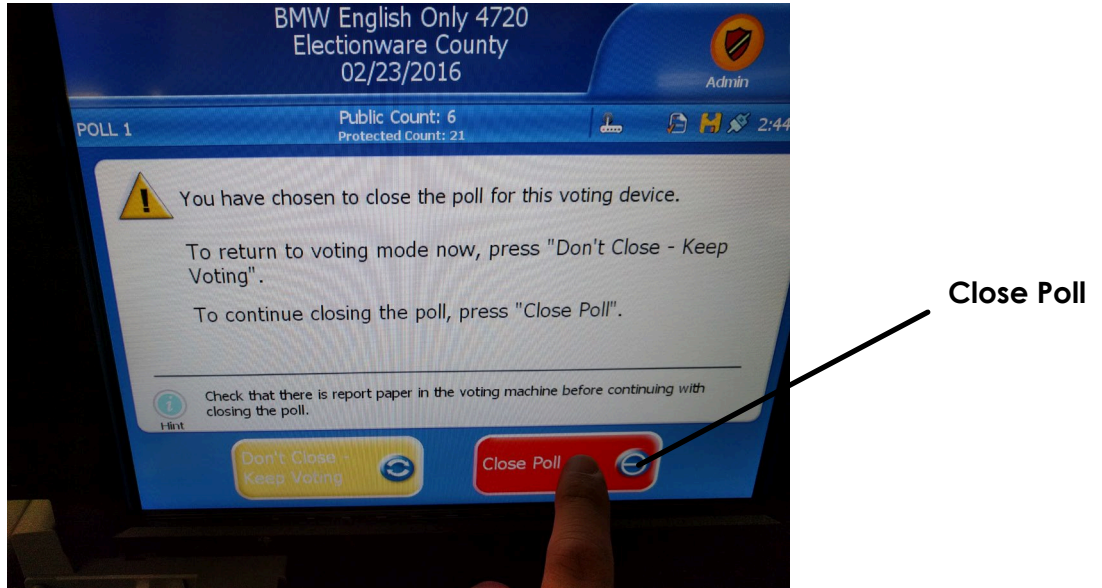 BMW English Only 4720
Electionware County
02/23/2016
Admin
POLL 1
Public Count: 6
Protected Count: 21
2:44
You have chosen to close the poll for this voting device.
To return to voting mode now, press "Don't Close - Keep
Voting".
To continue closing the poll, press "Close Poll".
Hint
Check that there is report paper in the voting machine before continuing with
closing the poll.
Don't Close -
Keep Voting
Close Poll
Close Poll